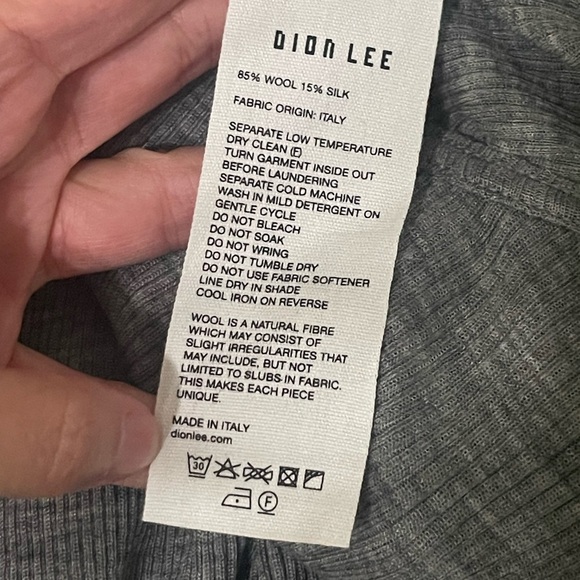 DION LEE
85% WOOL 15% SILK
FABRIC ORIGIN: ITALY
SEPARATE LOW TEMPERATURE
DRY CLEAN (F)
TURN GARMENT INSIDE OUT
BEFORE LAUNDERING
SEPARATE COLD MACHINE
WASH IN MILD DETERGENT ON
GENTLE CYCLE
DO NOT BLEACH
DO NOT SOAK
DO NOT WRING
DO NOT TUMBLE DRY
DO NOT USE FABRIC SOFTENER
LINE DRY IN SHADE
COOL IRON ON REVERSE
WOOL IS A NATURAL FIBRE
WHICH MAY CONSIST OF
SLIGHT IRREGULARITIES THAT
MAY INCLUDE, BUT NOT
LIMITED TO SLUBS IN FABRIC.
THIS MAKES EACH PIECE
UNIQUE.
MADE IN ITALY
dionlee.com
30
F